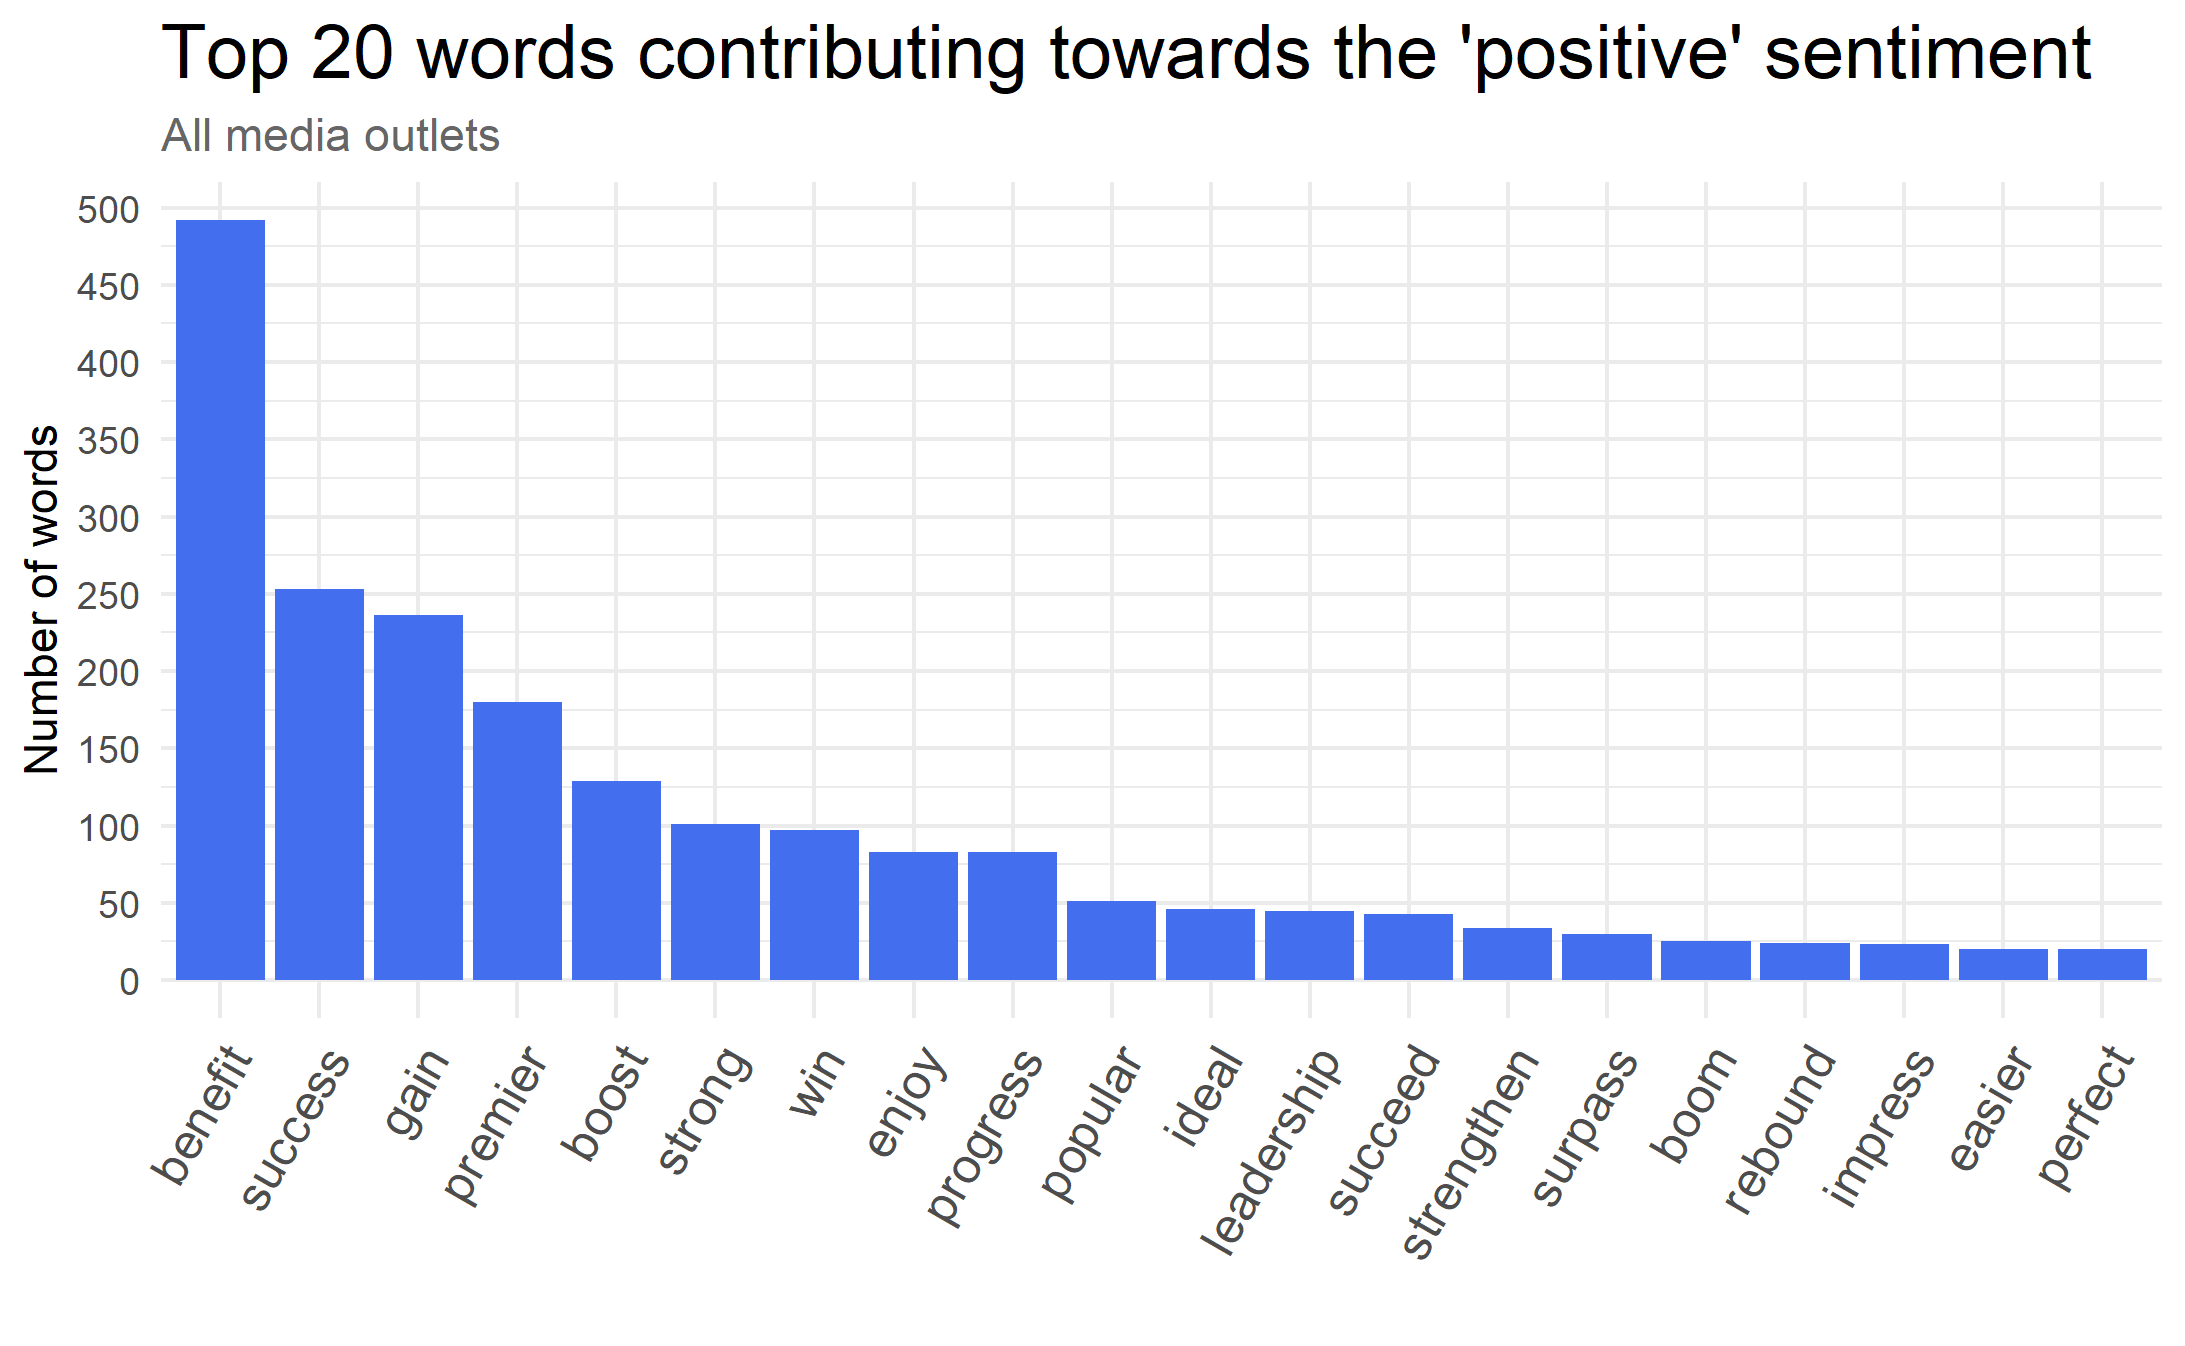 Top 20 words contributing towards the 'positive' sentiment
All media outlets
Number of words
500
450
400
350
300
250
200
150
100
50
0
benefit
success
gain
premier
boost
strong
win
enjoy
progress
popular
ideal
leadership
succeed
strengthen
surpass
boom
rebound
impress
easier
perfect